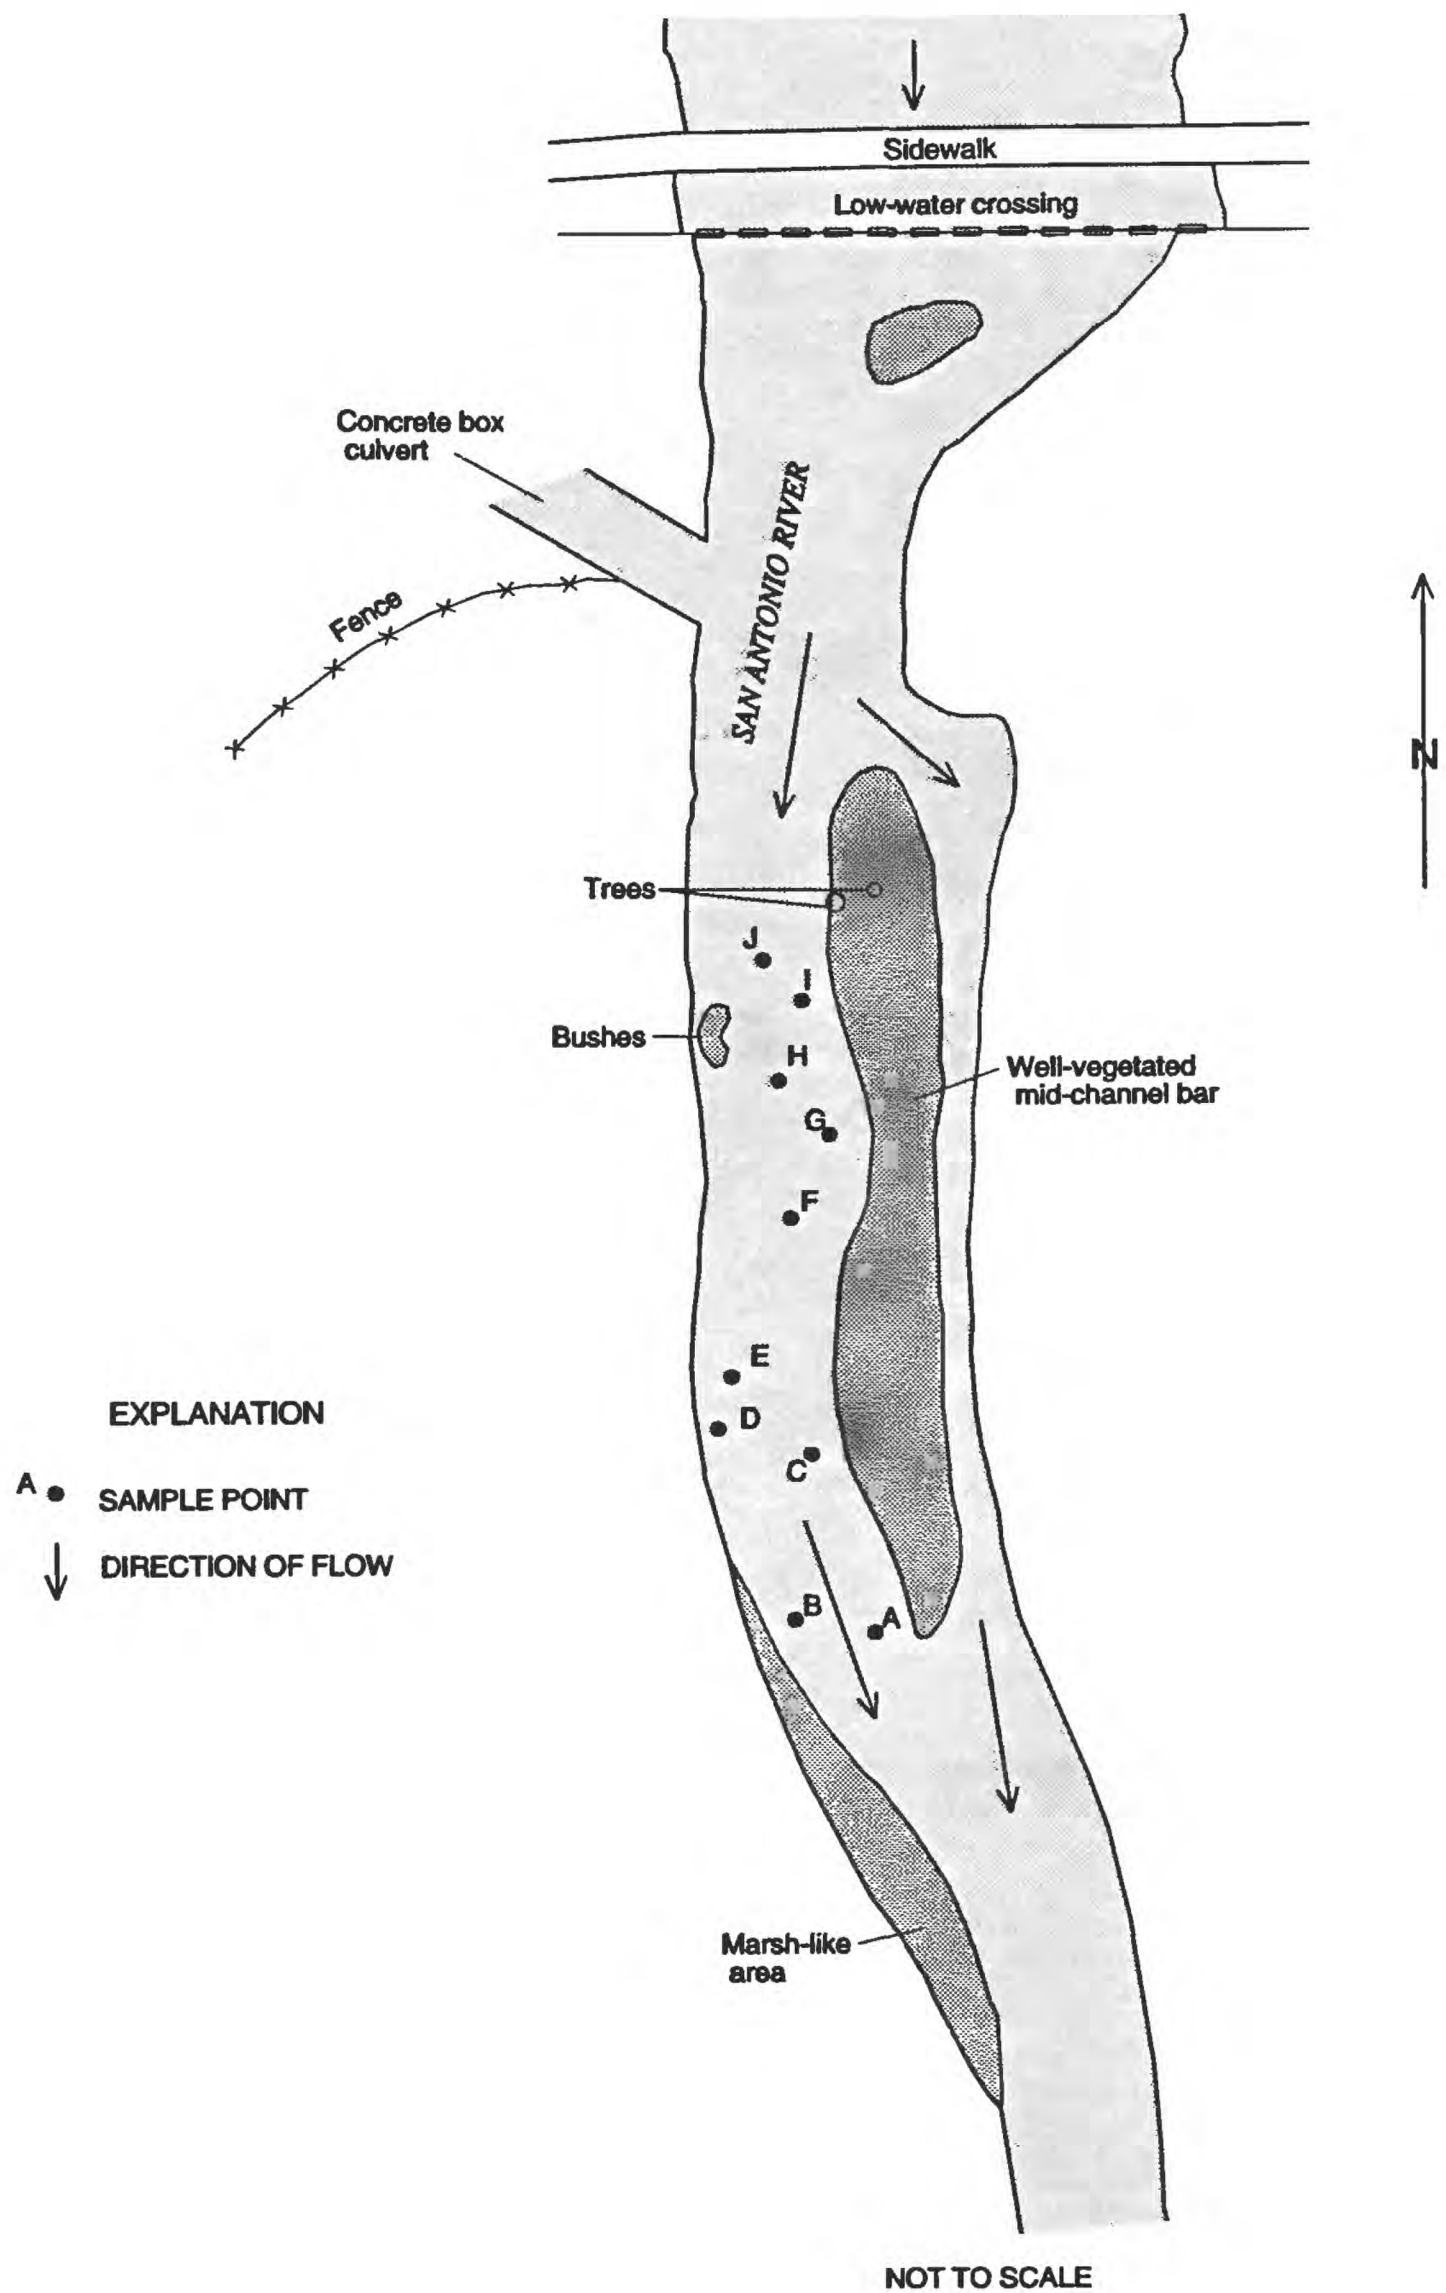 Sidewalk
Low-water crossing
Concrete box
culvert
SAN ANTONIO RIVER
Fence
N
Trees
J
I
Bushes
H
Well-vegetated
mid-channel bar
G
F
E
D
C
EXPLANATION
A
SAMPLE POINT
DIRECTION OF FLOW
B
A
Marsh-like
area
NOT TO SCALE